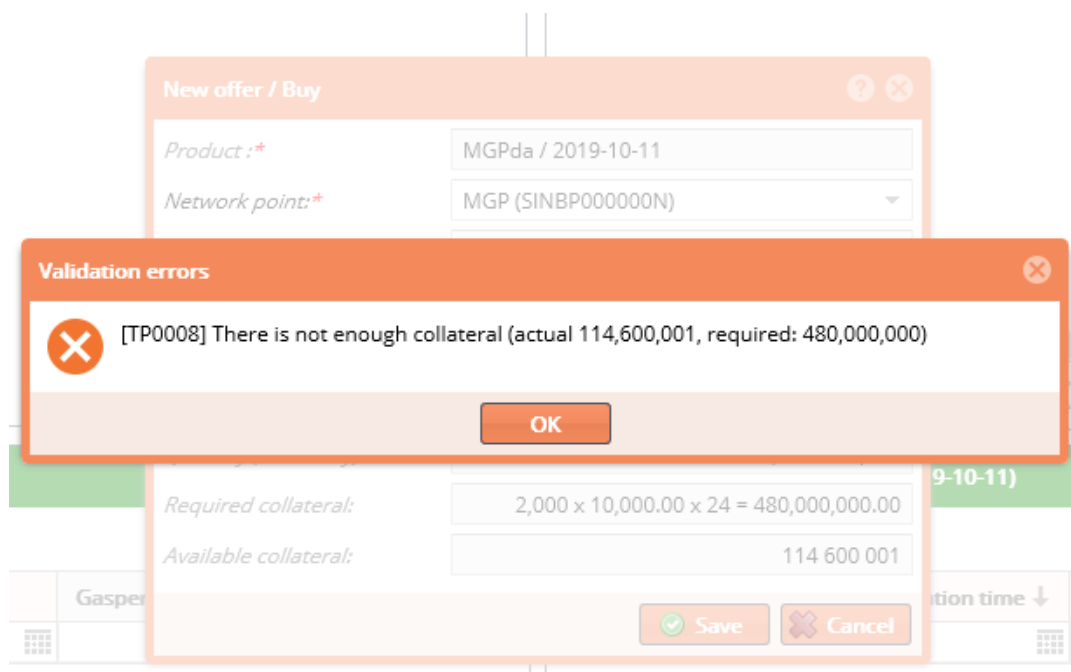 New offer / Buy
Product :* MGPda / 2019-10-11
Network point:* MGP (SINBP000000N)
Validation errors
[TP0008] There is not enough collateral (actual 114,600,001, required: 480,000,000)
OK
9-10-11)
Required collateral: 2,000 x 10,000.00 x 24 = 480,000,000.00
Available collateral: 114 600 001
Gasper
tion time
Save Cancel